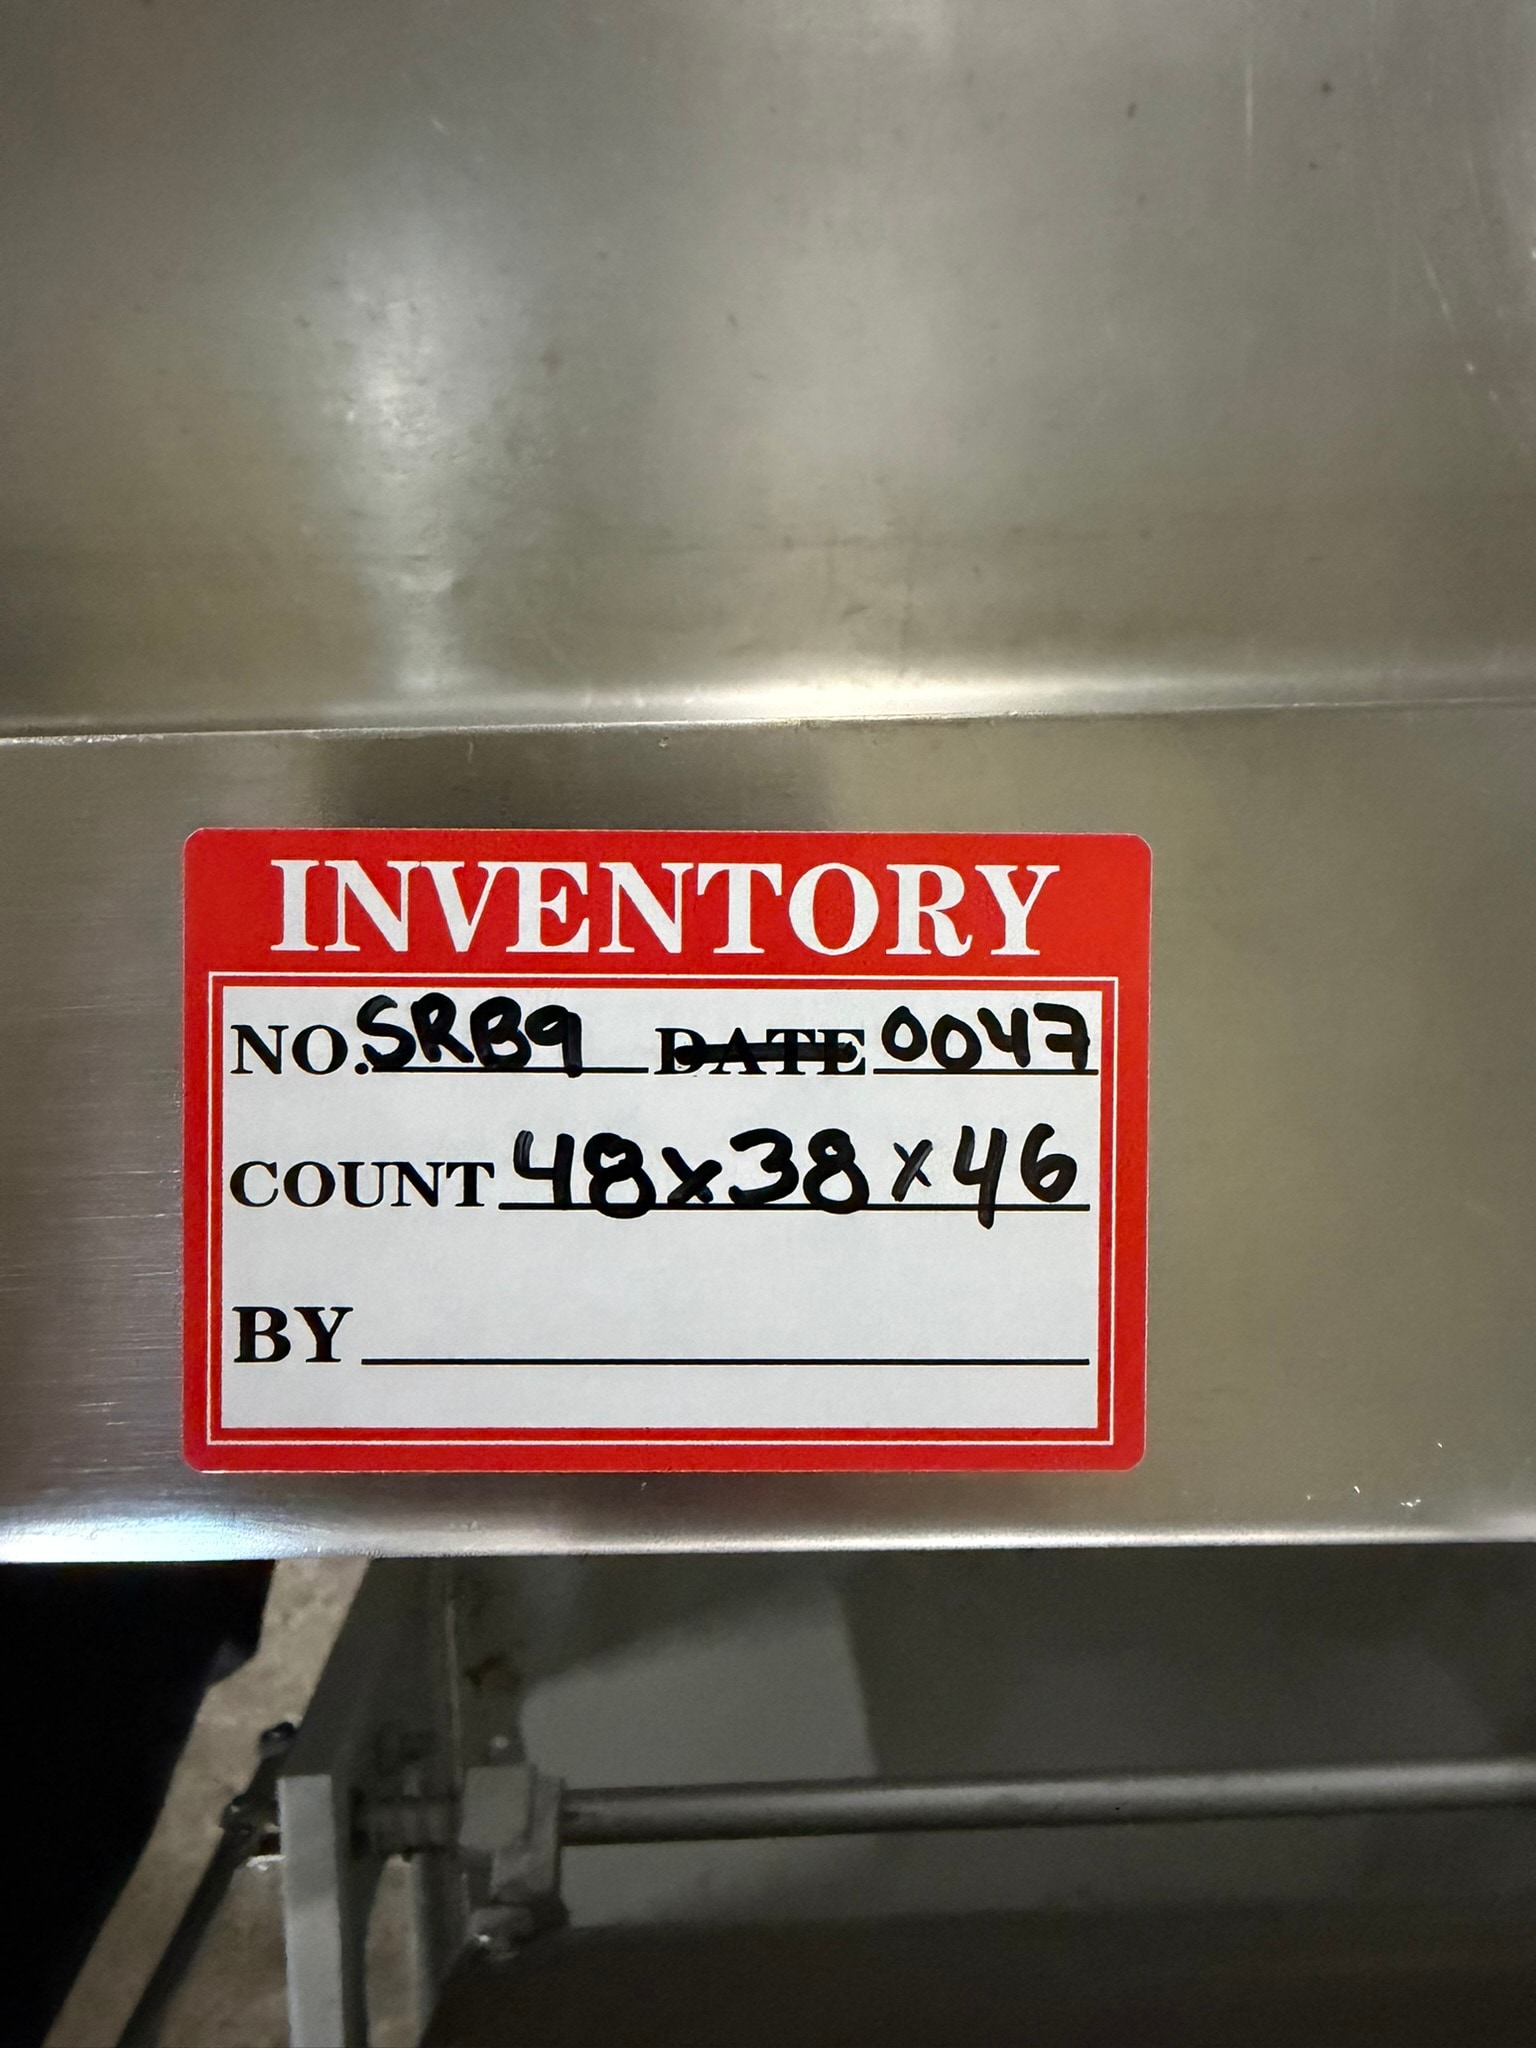 INVENTORY
NO. SRB9 DATE 0047
COUNT 48x38x46
BY